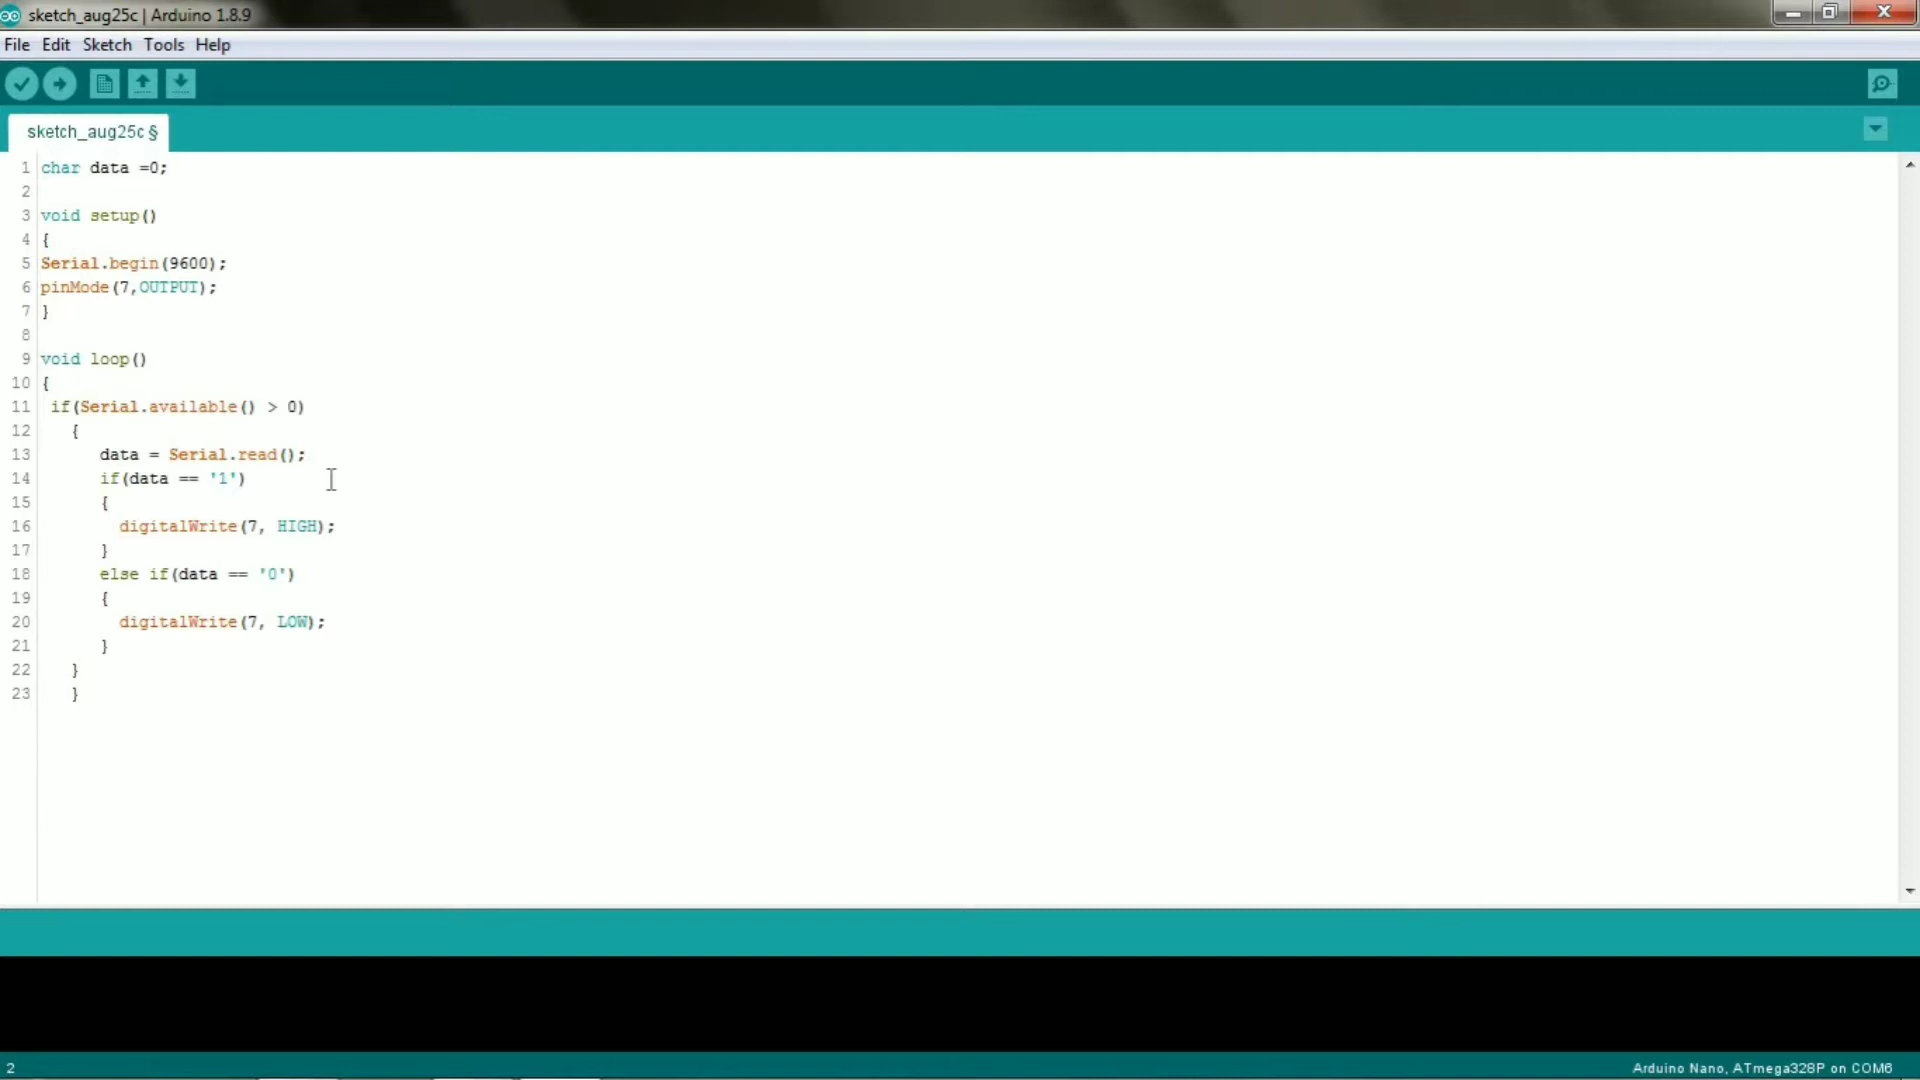 sketch_aug25c | Arduino 1.8.9
File Edit Sketch Tools Help
sketch_aug25c §
1 char data =0;
2
3 void setup()
4 {
5 Serial.begin(9600);
6 pinMode(7,OUTPUT);
7 }
8
9 void loop()
10 {
11 if(Serial.available() > 0)
12 {
13 data = Serial.read();
14 if(data == '1')
15 {
16 digitalWrite(7, HIGH);
17 }
18 else if(data == '0')
19 {
20 digitalWrite(7, LOW);
21 }
22 }
23 }
2 Arduino Nano, ATmega328P on COM6